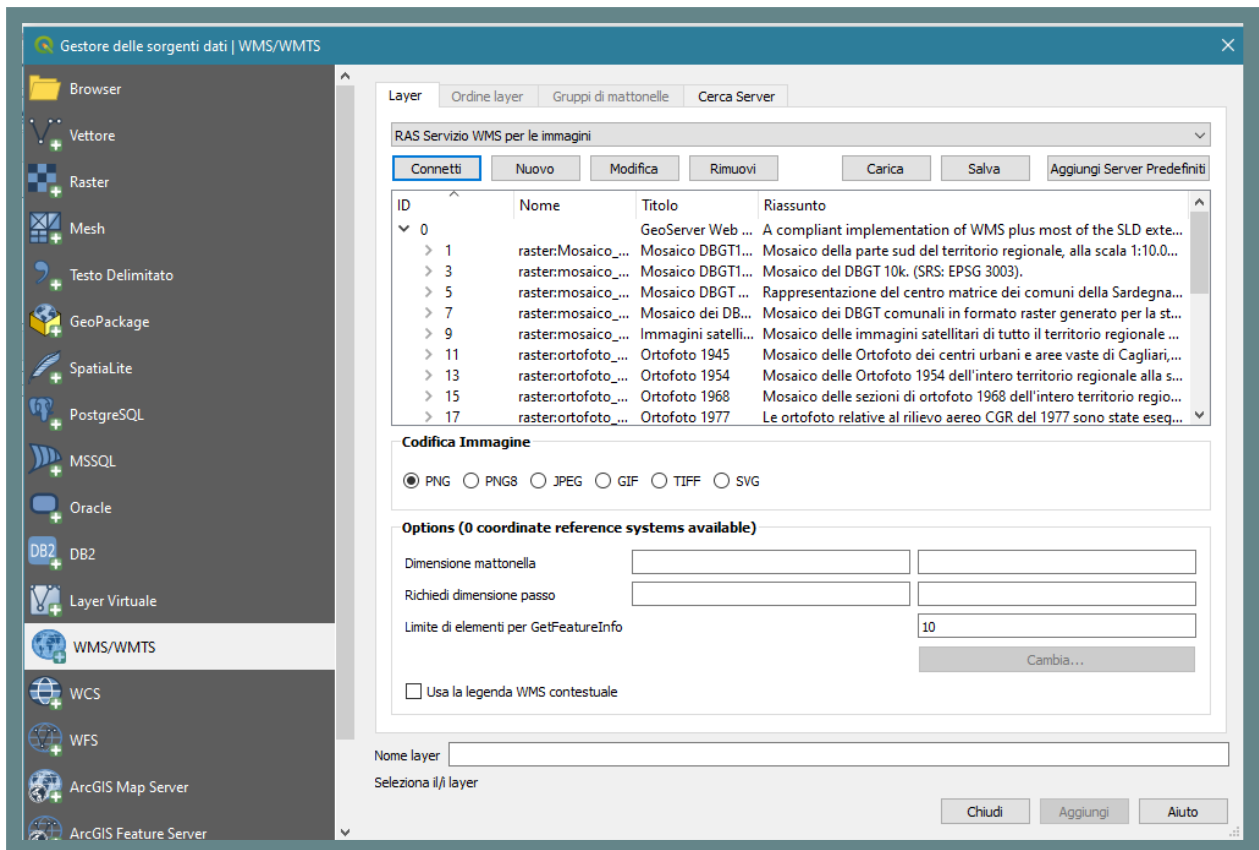 Gestore delle sorgenti dati | WMS/WMTS
Browser
Vettore
Raster
Mesh
Testo Delimitato
GeoPackage
SpatiaLite
PostgreSQL
MSSQL
Oracle
DB2
DB2
Layer Virtuale
WMS/WMTS
WCS
WFS
ArcGIS Map Server
ArcGIS Feature Server
Layer Ordine layer Gruppi di mattonelle Cerca Server
RAS Servizio WMS per le immagini
Connetti Nuovo Modifica Rimuovi Carica Salva Aggiungi Server Predefiniti
ID Nome Titolo Riassunto
0 GeoServer Web ... A compliant implementation of WMS plus most of the SLD exte...
1 raster:Mosaico_... Mosaico DBGT1... Mosaico della parte sud del territorio regionale, alla scala 1:10.0...
3 raster:mosaico_... Mosaico DBGT1... Mosaico del DBGT 10k. (SRS: EPSG 3003).
5 raster:mosaico_... Mosaico DBGT ... Rappresentazione del centro matrice dei comuni della Sardegna...
7 raster:mosaico_... Mosaico dei DB... Mosaico dei DBGT comunali in formato raster generato per la st...
9 raster:mosaico_... Immagini satelli... Mosaico delle immagini satellitari di tutto il territorio regionale ...
11 raster:ortofoto_... Ortofoto 1945 Mosaico delle Ortofoto dei centri urbani e aree vaste di Cagliari,...
13 raster:ortofoto_... Ortofoto 1954 Mosaico delle Ortofoto 1954 dell'intero territorio regionale alla s...
15 raster:ortofoto_... Ortofoto 1968 Mosaico delle sezioni di ortofoto 1968 dell'intero territorio regio...
17 raster:ortofoto_... Ortofoto 1977 Le ortofoto relative al rilievo aereo CGR del 1977 sono state eseg...
Codifica Immagine
PNG PNG8 JPEG GIF TIFF SVG
Options (0 coordinate reference systems available)
Dimensione mattonella
Richiedi dimensione passo
Limite di elementi per GetFeatureInfo 10
Cambia...
Usa la legenda WMS contestuale
Nome layer
Seleziona il/i layer
Chiudi Aggiungi Aiuto